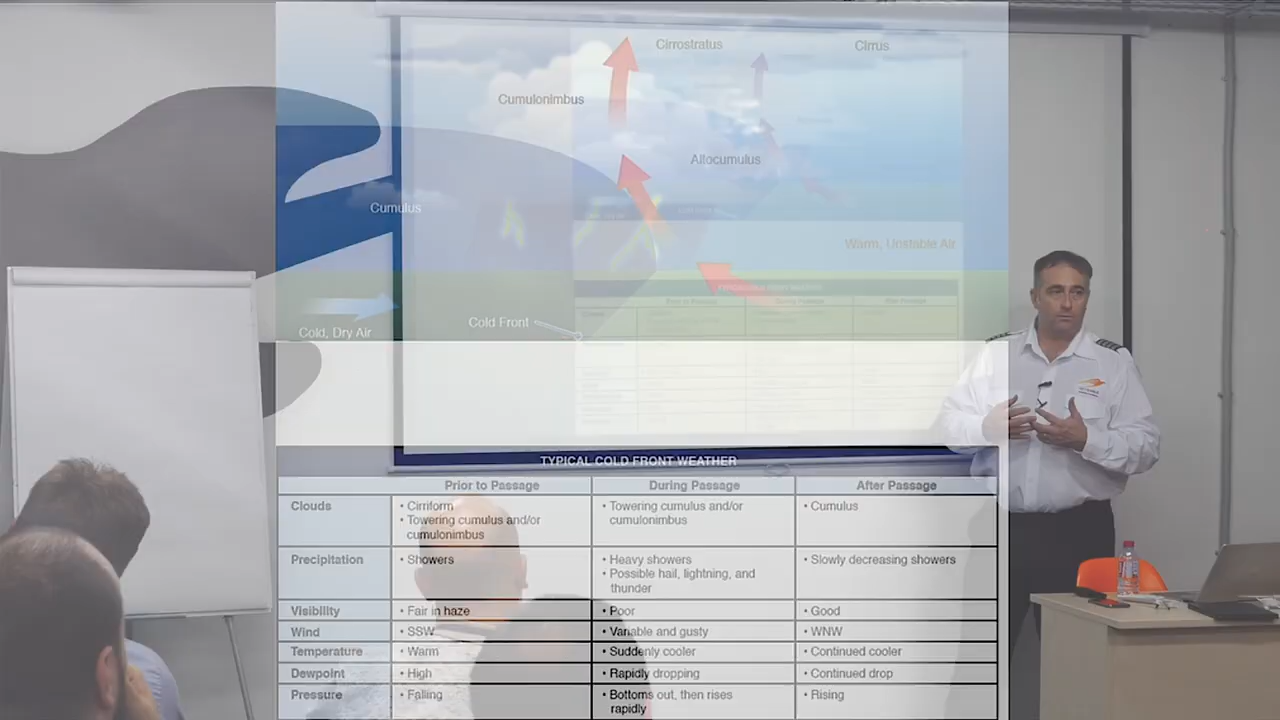 Cirrostratus
Cirrus
Cumulonimbus
Altocumulus
Cumulus
Warm, Unstable Air
Cold, Dry Air
Cold Front
TYPICAL COLD FRONT WEATHER
Prior to Passage During Passage After Passage
Clouds • Cirriform • Towering cumulus and/or • Cumulus
• Towering cumulus and/or cumulonimbus
cumulonimbus
Precipitation • Showers • Heavy showers • Slowly decreasing showers
• Possible hail, lightning, and
thunder
Visibility • Fair in haze • Poor • Good
Wind • SSW • Variable and gusty • WNW
Temperature • Warm • Suddenly cooler • Continued cooler
Dewpoint • High • Rapidly dropping • Continued drop
Pressure • Falling • Bottoms out, then rises • Rising
rapidly